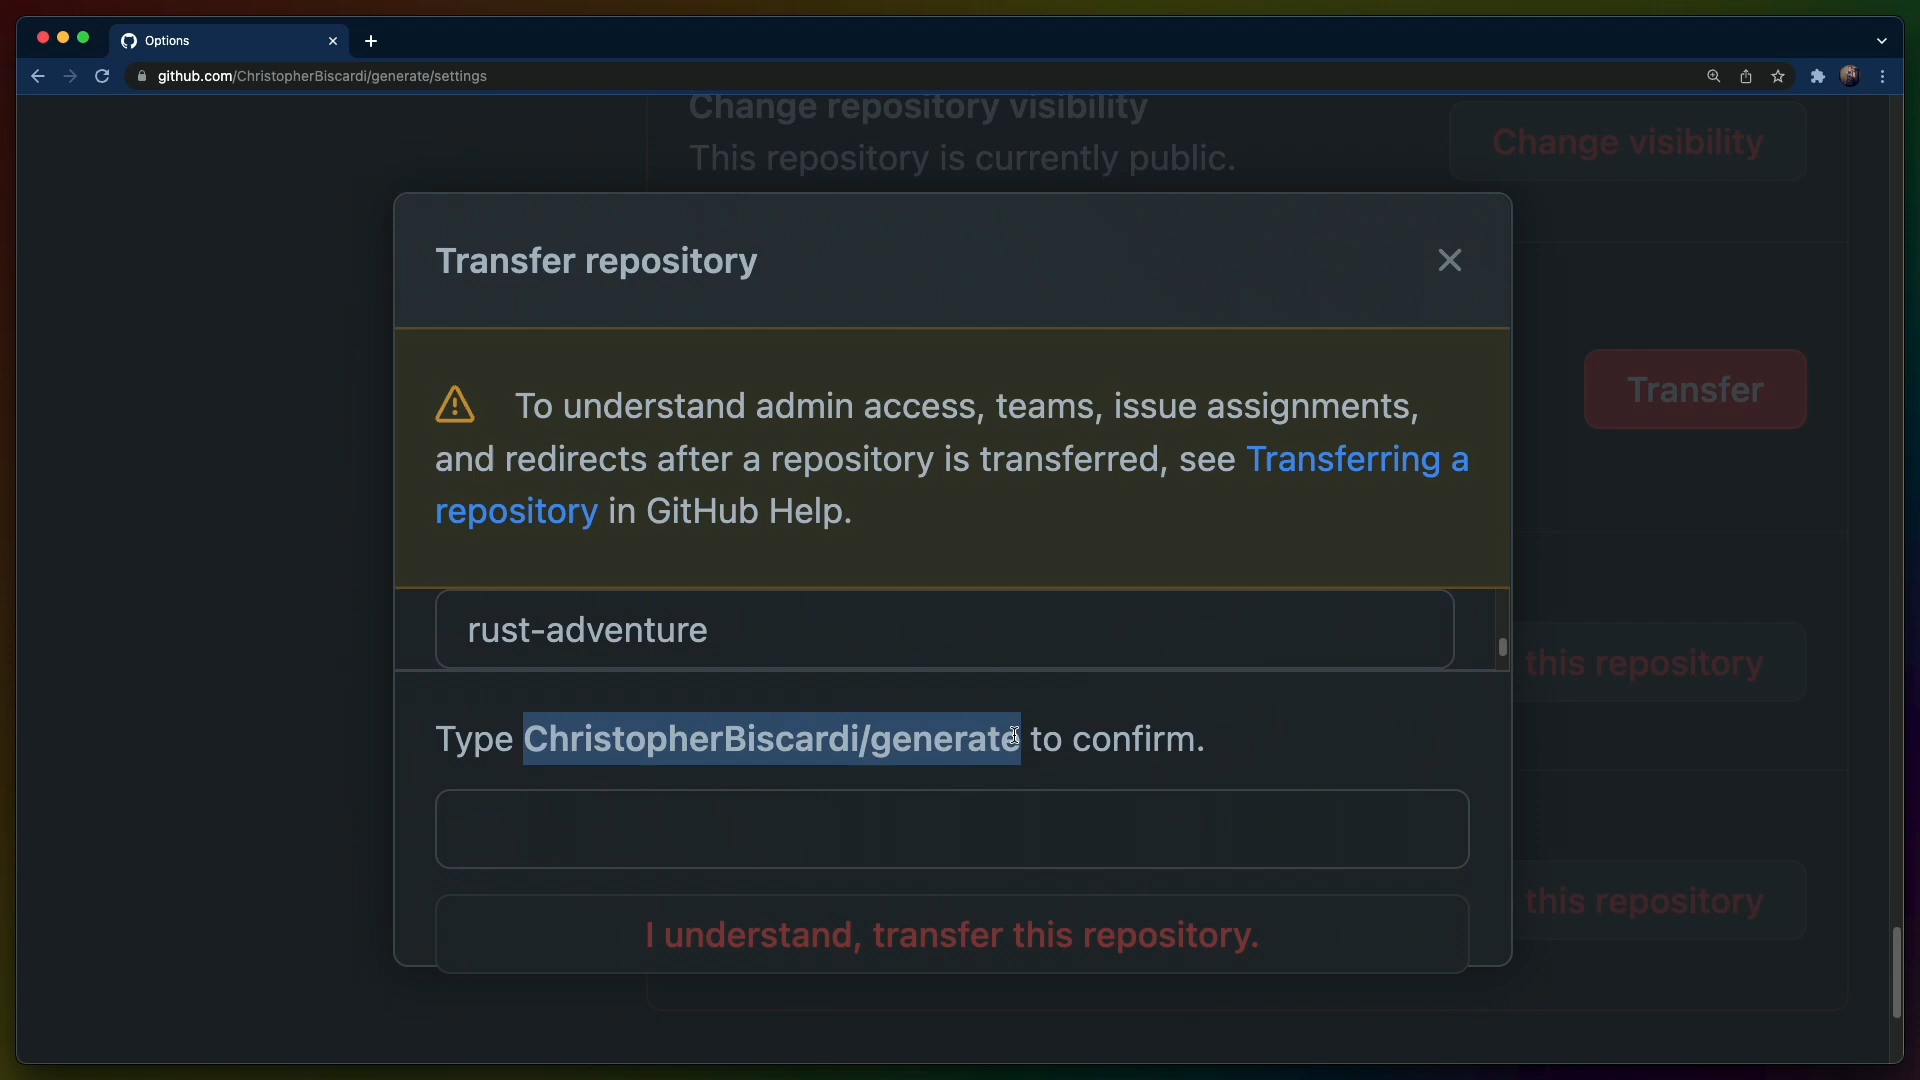 Options
github.com/ChristopherBiscardi/generate/settings
Change repository visibility
This repository is currently public.
Change visibility
Transfer repository
To understand admin access, teams, issue assignments,
and redirects after a repository is transferred, see Transferring a
repository in GitHub Help.
Transfer
rust-adventure
this repository
Type ChristopherBiscardi/generate to confirm.
this repository
I understand, transfer this repository.